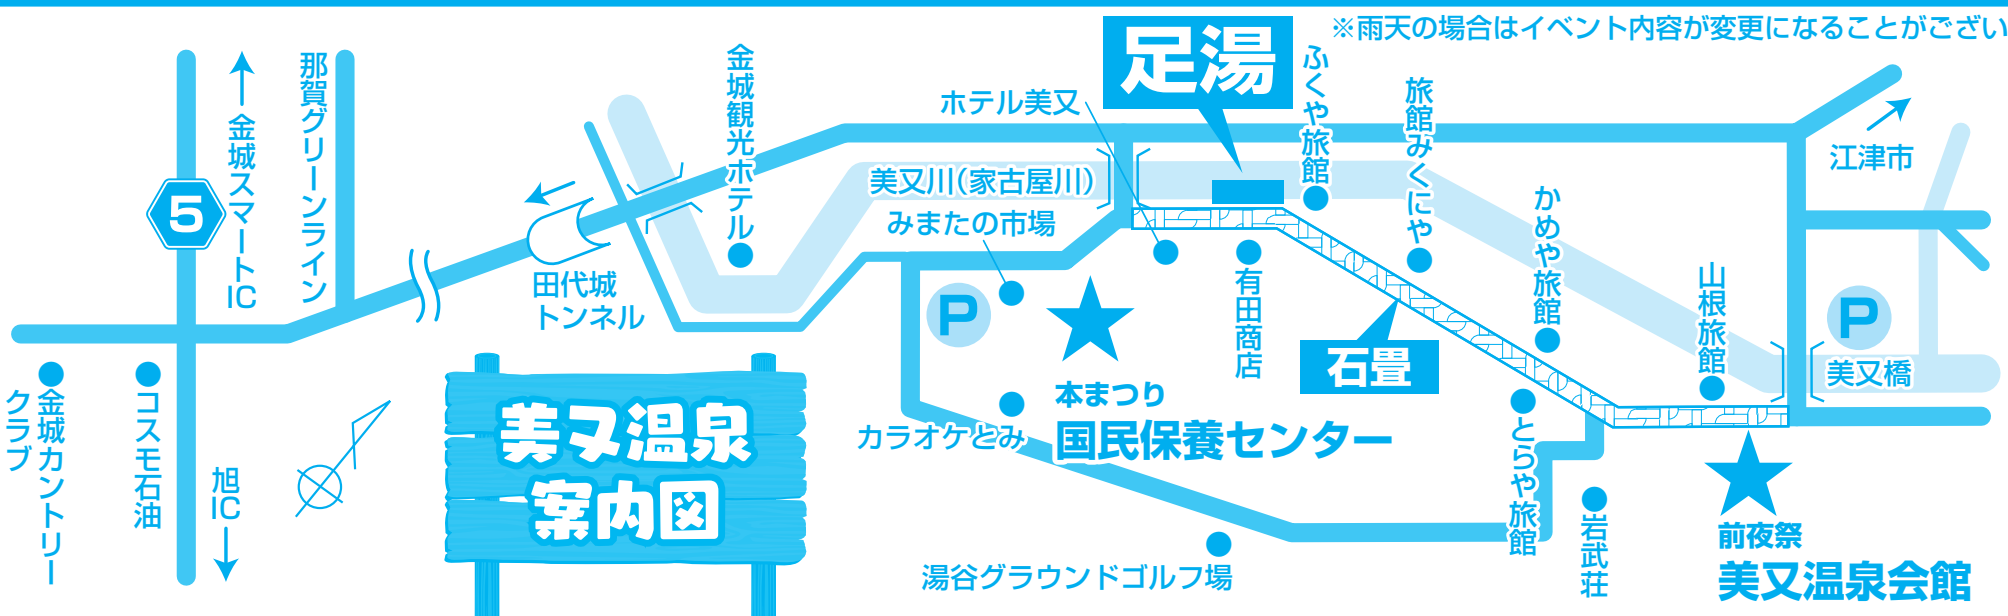 ※雨天の場合はイベント内容が変更になることがござい
足湯
金城スマートIC
那賀グリーンライン
5
金城観光ホテル
ホテル美又
ふくや旅館
旅館みくにや
江津市
美又川(家古屋川)
みまたの市場
かめや旅館
山根旅館
田代城
トンネル
P
有田商店
石畳
P
美又橋
金城カントリー
クラブ
コスモ石油
旭IC
美又温泉
案内図
本まつり
国民保養センター
カラオケとみ
とらや旅館
岩武荘
前夜祭
美又温泉会館
湯谷グラウンドゴルフ場